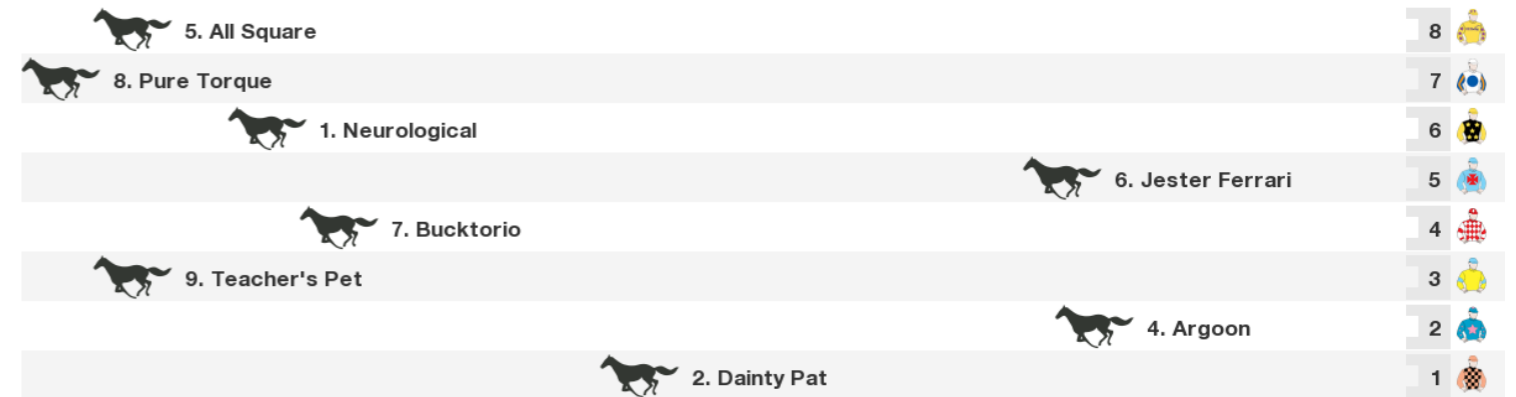 5. All Square 8
8. Pure Torque 7
1. Neurological 6
6. Jester Ferrari 5
7. Bucktorio 4
9. Teacher's Pet 3
4. Argoon 2
2. Dainty Pat 1